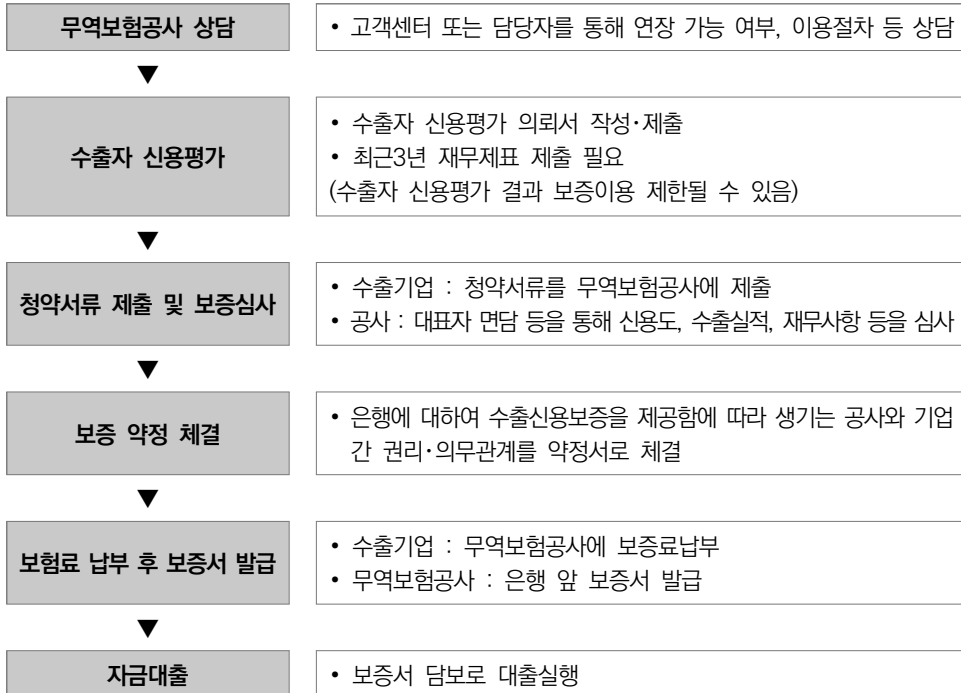 무역보험공사 상담
• 고객센터 또는 담당자를 통해 연장 가능 여부, 이용절차 등 상담
▼
수출자 신용평가
• 수출자 신용평가 의뢰서 작성·제출
• 최근3년 재무제표 제출 필요
(수출자 신용평가 결과 보증이용 제한될 수 있음)
▼
청약서류 제출 및 보증심사
• 수출기업 : 청약서류를 무역보험공사에 제출
• 공사 : 대표자 면담 등을 통해 신용도, 수출실적, 재무사항 등을 심사
▼
보증 약정 체결
• 은행에 대하여 수출신용보증을 제공함에 따라 생기는 공사와 기업
간 권리·의무관계를 약정서로 체결
▼
보험료 납부 후 보증서 발급
• 수출기업 : 무역보험공사에 보증료납부
• 무역보험공사 : 은행 앞 보증서 발급
▼
자금대출
• 보증서 담보로 대출실행